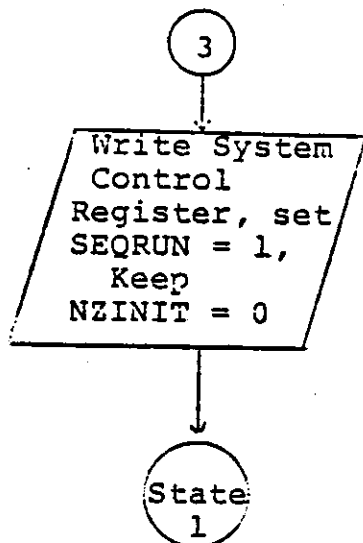 3
Write System
Control
Register, set
SEQRUN = 1,
Keep
NZINIT = 0
State
1